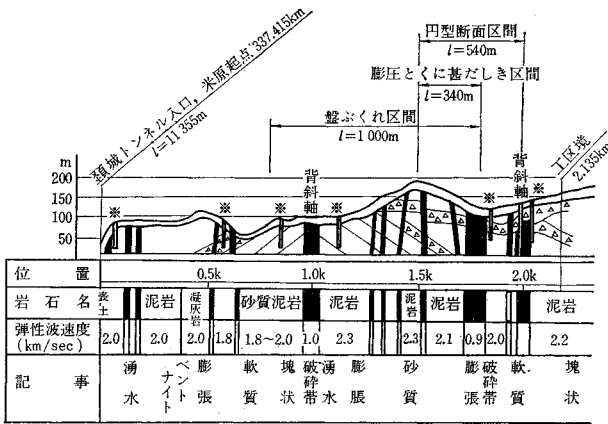 円型断面区間
l=540m
膨圧とくに甚だしき区間
l=340m
盤ぶくれ区間
l=1000m
頚城トンネル入口，米原起点337.415km
l=11355m
工区境
2.135km
m
200
150
100
50
背斜軸
背斜軸
※ ※ ※ ※ ※ ※
位置 0.5k 1.0k 1.5k 2.0k
岩石名 表土 泥岩 凝灰岩 砂質泥岩 泥岩 泥岩 泥岩
弾性波速度 (km/sec) 2.0 2.0 2.0 1.8 1.8~2.0 1.0 2.3 2.3 2.1 0.9 2.0 2.2
記事 湧水 ベントナイト 膨張 軟質 塊状 破砕帯 湧水 膨脹 砂質 膨張 破砕帯 軟質 塊状